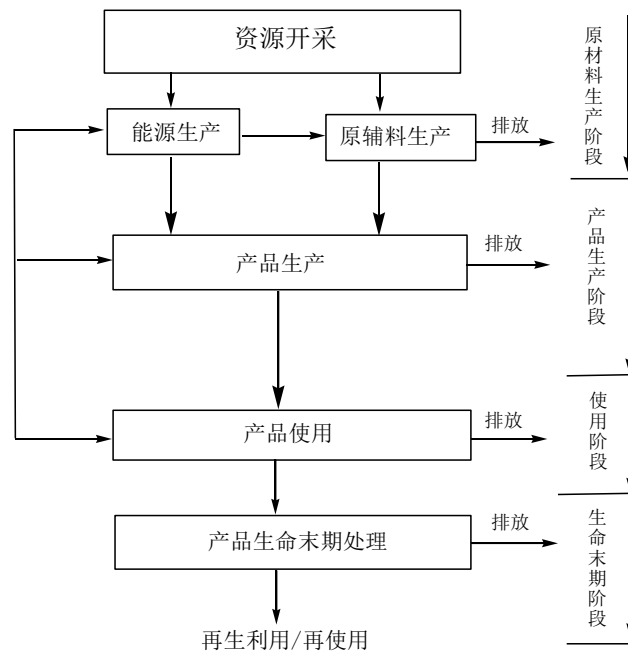 资源开采
能源生产
原辅料生产
排放
原材料生产阶段
产品生产
排放
产品生产阶段
产品使用
排放
使用阶段
产品生命末期处理
排放
生命末期阶段
再生利用/再使用